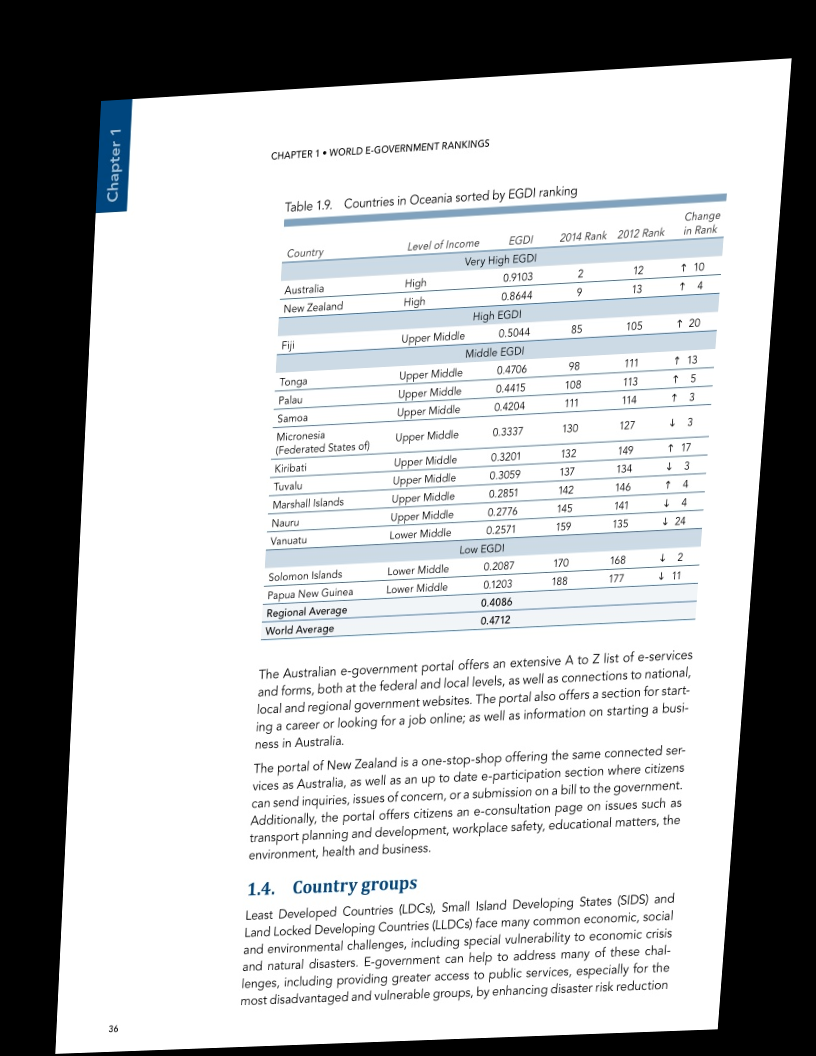 Chapter 1
CHAPTER 1 • WORLD E-GOVERNMENT RANKINGS
Table 1.9. Countries in Oceania sorted by EGDI ranking
Country Level of Income EGDI 2014 Rank 2012 Rank Change in Rank
Very High EGDI
Australia High 0.9103 2 12 ↑ 10
New Zealand High 0.8644 9 13 ↑ 4
High EGDI
Fiji Upper Middle 0.5044 85 105 ↑ 20
Middle EGDI
Tonga Upper Middle 0.4706 98 111 ↑ 13
Palau Upper Middle 0.4415 108 113 ↑ 5
Samoa Upper Middle 0.4204 111 114 ↑ 3
Micronesia (Federated States of) Upper Middle 0.3337 130 127 ↓ 3
Kiribati Upper Middle 0.3201 132 149 ↑ 17
Tuvalu Upper Middle 0.3059 137 134 ↓ 3
Marshall Islands Upper Middle 0.2851 142 146 ↑ 4
Nauru Upper Middle 0.2776 145 141 ↓ 4
Vanuatu Lower Middle 0.2571 159 135 ↓ 24
Low EGDI
Solomon Islands Lower Middle 0.2087 170 168 ↓ 2
Papua New Guinea Lower Middle 0.1203 188 177 ↓ 11
Regional Average 0.4086
World Average 0.4712
The Australian e-government portal offers an extensive A to Z list of e-services
and forms, both at the federal and local levels, as well as connections to national,
local and regional government websites. The portal also offers a section for start-
ing a career or looking for a job online; as well as information on starting a busi-
ness in Australia.
The portal of New Zealand is a one-stop-shop offering the same connected ser-
vices as Australia, as well as an up to date e-participation section where citizens
can send inquiries, issues of concern, or a submission on a bill to the government.
Additionally, the portal offers citizens an e-consultation page on issues such as
transport planning and development, workplace safety, educational matters, the
environment, health and business.
1.4. Country groups
Least Developed Countries (LDCs), Small Island Developing States (SIDS) and
Land Locked Developing Countries (LLDCs) face many common economic, social
and environmental challenges, including special vulnerability to economic crisis
and natural disasters. E-government can help to address many of these chal-
lenges, including providing greater access to public services, especially for the
most disadvantaged and vulnerable groups, by enhancing disaster risk reduction
36